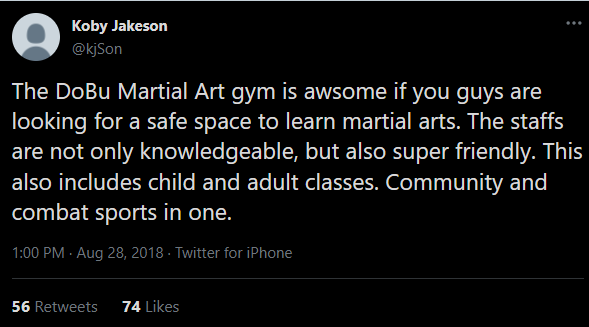 Koby Jakeson
@kjSon
The DoBu Martial Art gym is awsome if you guys are
looking for a safe space to learn martial arts. The staffs
are not only knowledgeable, but also super friendly. This
also includes child and adult classes. Community and
combat sports in one.
1:00 PM · Aug 28, 2018 · Twitter for iPhone
56 Retweets 74 Likes